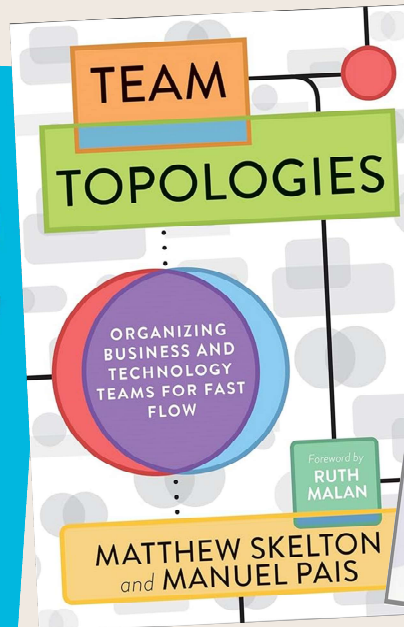 TEAM
TOPOLOGIES
ORGANIZING
BUSINESS AND
TECHNOLOGY
TEAMS FOR FAST
FLOW
Foreword by
RUTH
MALAN
MATTHEW SKELTON
and MANUEL PAIS